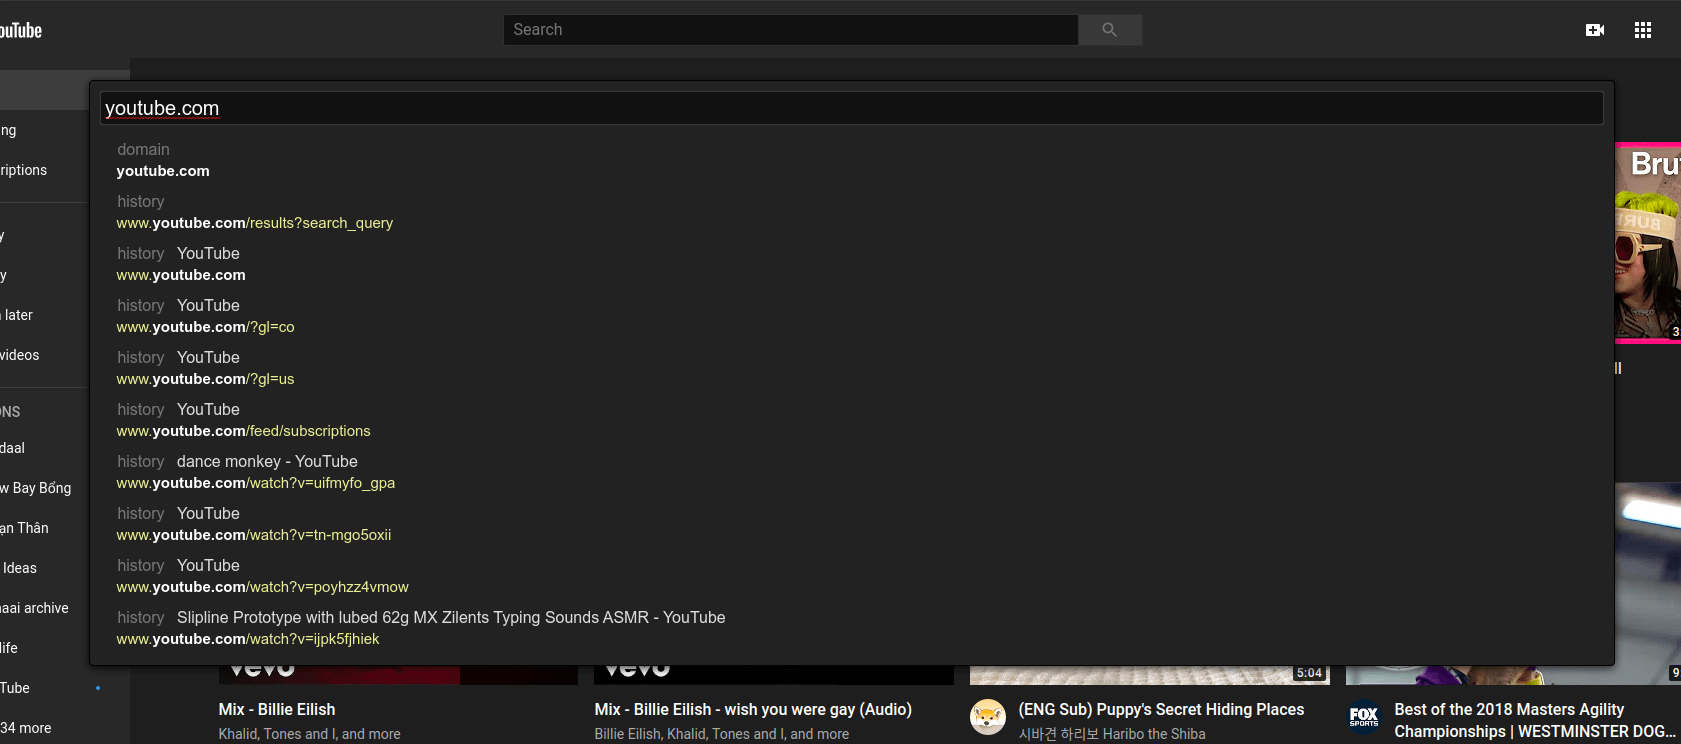 ouTube
Search
youtube.com
domain
youtube.com
history
www.youtube.com/results?search_query
history YouTube
www.youtube.com
history YouTube
www.youtube.com/?gl=co
history YouTube
www.youtube.com/?gl=us
history YouTube
www.youtube.com/feed/subscriptions
history dance monkey - YouTube
www.youtube.com/watch?v=uifmyfo_gpa
history YouTube
www.youtube.com/watch?v=tn-mgo5oxii
history YouTube
www.youtube.com/watch?v=poyhzz4vmow
history Slipline Prototype with lubed 62g MX Zilents Typing Sounds ASMR - YouTube
www.youtube.com/watch?v=ijpk5fjhiek
ng
riptions
y
y
later
videos
ONS
daal
w Bay Bổng
ạn Thân
Ideas
aai archive
life
Tube
34 more
Bru
BURB
3
ll
vevo
vevo
5:04
9
Mix - Billie Eilish
Khalid, Tones and I, and more
Mix - Billie Eilish - wish you were gay (Audio)
Billie Eilish, Khalid, Tones and I, and more
(ENG Sub) Puppy's Secret Hiding Places
시바견 하리보 Haribo the Shiba
FOX
SPORTS
Best of the 2018 Masters Agility
Championships | WESTMINSTER DOG...